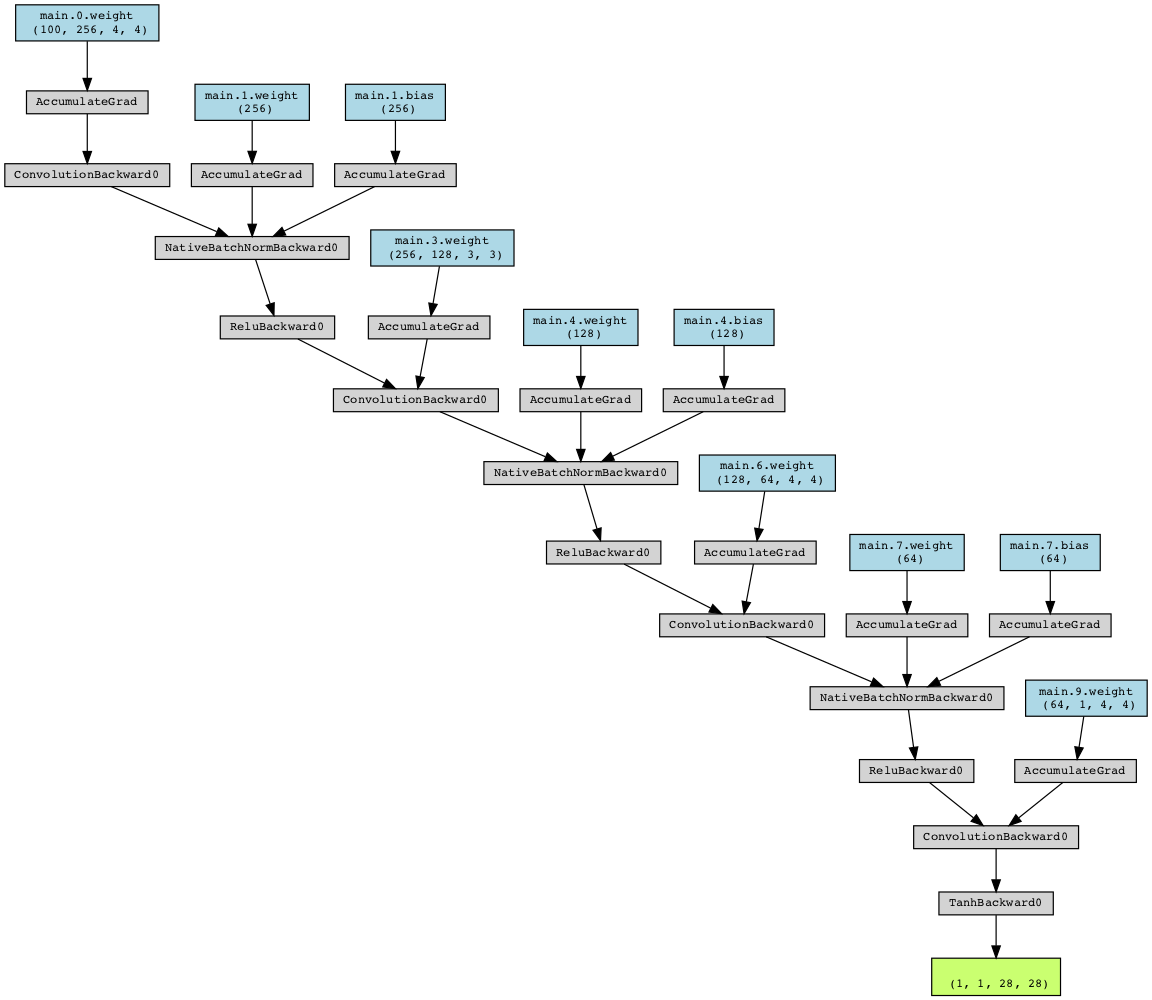 main.0.weight
(100, 256, 4, 4)
AccumulateGrad
main.1.weight
(256)
main.1.bias
(256)
ConvolutionBackward0
AccumulateGrad
AccumulateGrad
NativeBatchNormBackward0
main.3.weight
(256, 128, 3, 3)
ReluBackward0
AccumulateGrad
main.4.weight
(128)
main.4.bias
(128)
ConvolutionBackward0
AccumulateGrad
AccumulateGrad
NativeBatchNormBackward0
main.6.weight
(128, 64, 4, 4)
ReluBackward0
AccumulateGrad
main.7.weight
(64)
main.7.bias
(64)
ConvolutionBackward0
AccumulateGrad
AccumulateGrad
NativeBatchNormBackward0
main.9.weight
(64, 1, 4, 4)
ReluBackward0
AccumulateGrad
ConvolutionBackward0
TanhBackward0
(1, 1, 28, 28)